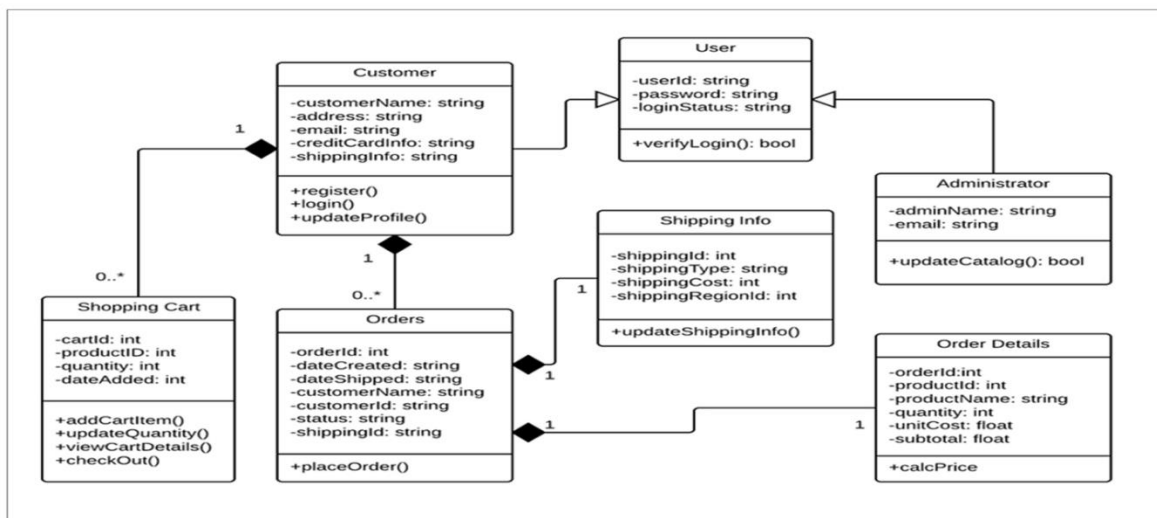 User
-userId: string
-password: string
-loginStatus: string
+verifyLogin(): bool
Customer
-customerName: string
-address: string
-email: string
-creditCardInfo: string
-shippingInfo: string
+register()
+login()
+updateProfile()
1
1
0..*
0..*
Administrator
-adminName: string
-email: string
+updateCatalog(): bool
Shipping Info
-shippingId: int
-shippingType: string
-shippingCost: int
-shippingRegionId: int
+updateShippingInfo()
1
1
Shopping Cart
-cartId: int
-productID: int
-quantity: int
-dateAdded: int
+addCartItem()
+updateQuantity()
+viewCartDetails()
+checkOut()
Orders
-orderId: int
-dateCreated: string
-dateShipped: string
-customerName: string
-customerId: string
-status: string
-shippingId: string
+placeOrder()
1
1
Order Details
-orderId:int
-productId: int
-productName: string
-quantity: int
-unitCost: float
-subtotal: float
+calcPrice